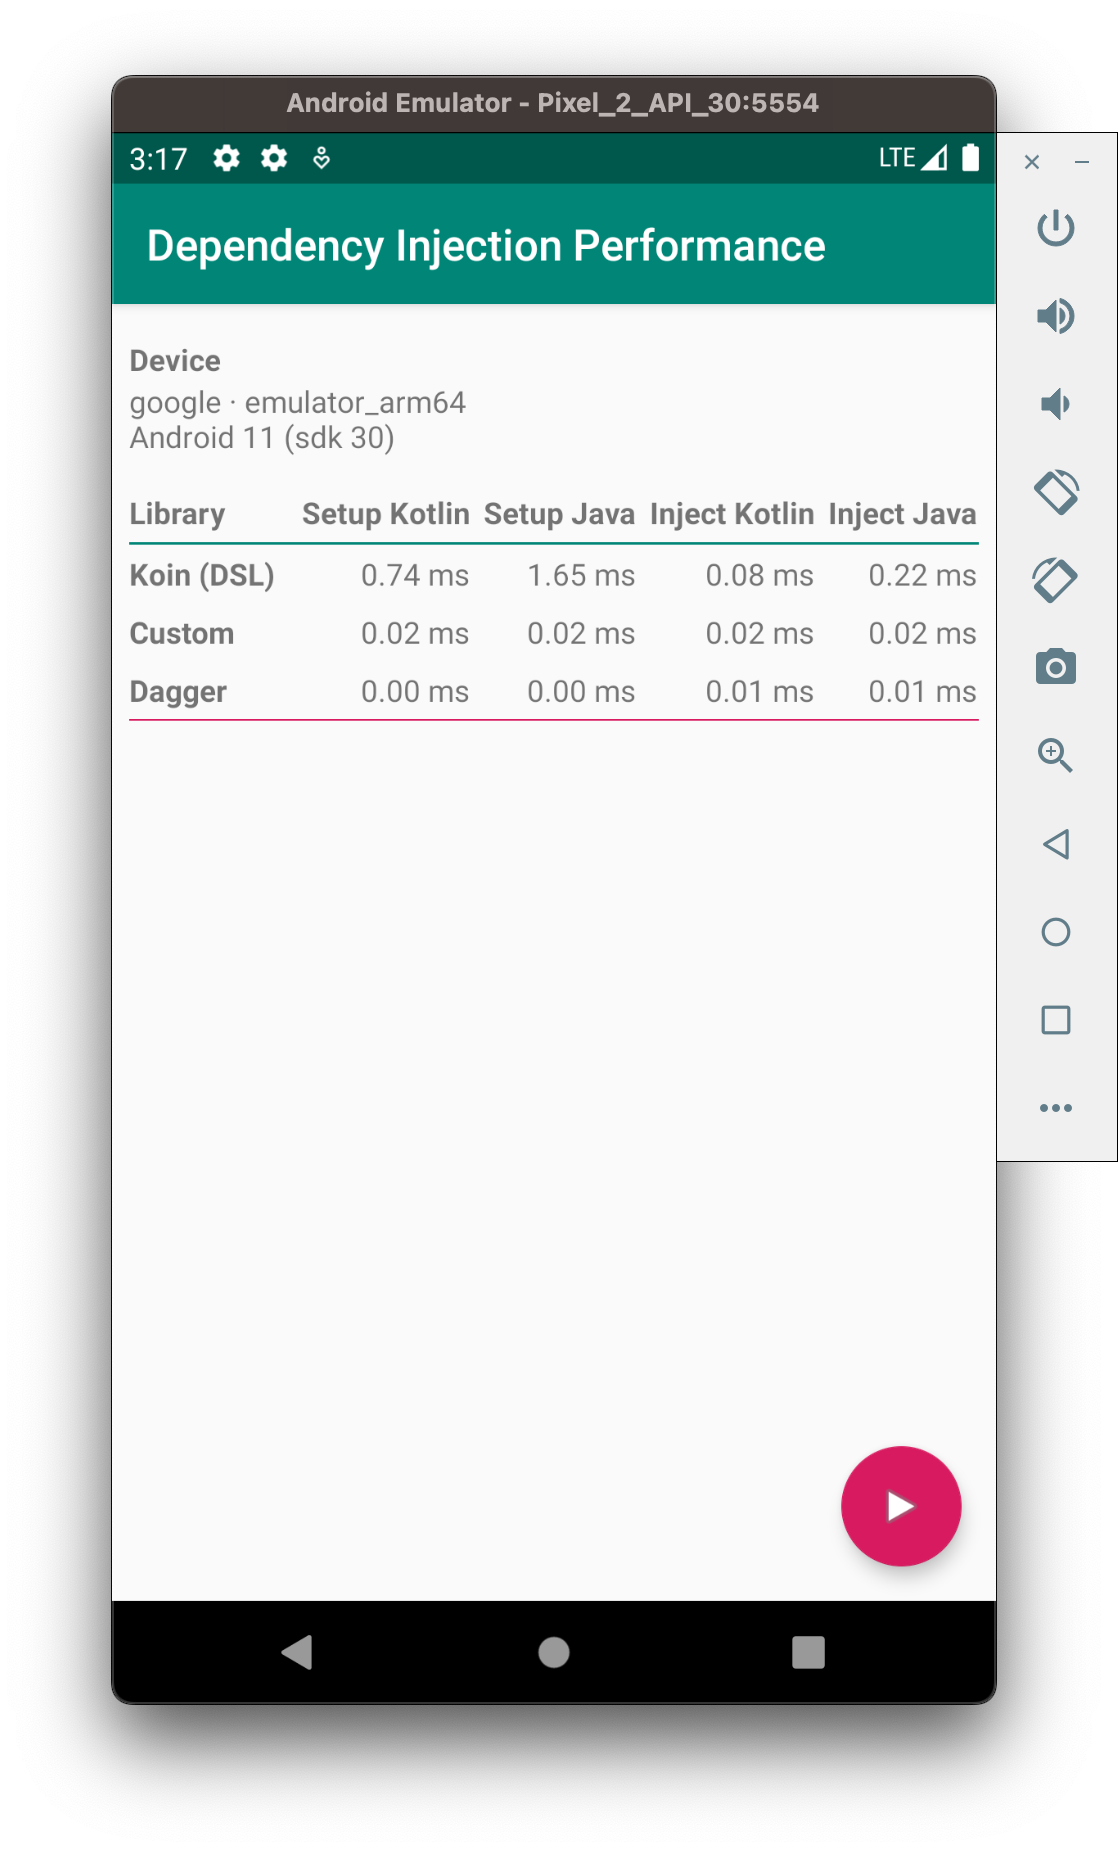 Android Emulator - Pixel_2_API_30:5554
3:17 LTE
Dependency Injection Performance
Device
google · emulator_arm64
Android 11 (sdk 30)
Library Setup Kotlin Setup Java Inject Kotlin Inject Java
Koin (DSL) 0.74 ms 1.65 ms 0.08 ms 0.22 ms
Custom 0.02 ms 0.02 ms 0.02 ms 0.02 ms
Dagger 0.00 ms 0.00 ms 0.01 ms 0.01 ms